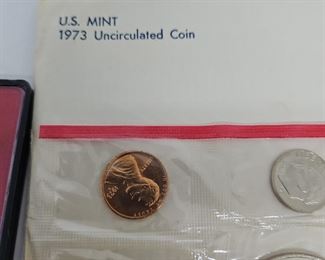 U.S. MINT
1973 Uncirculated Coin